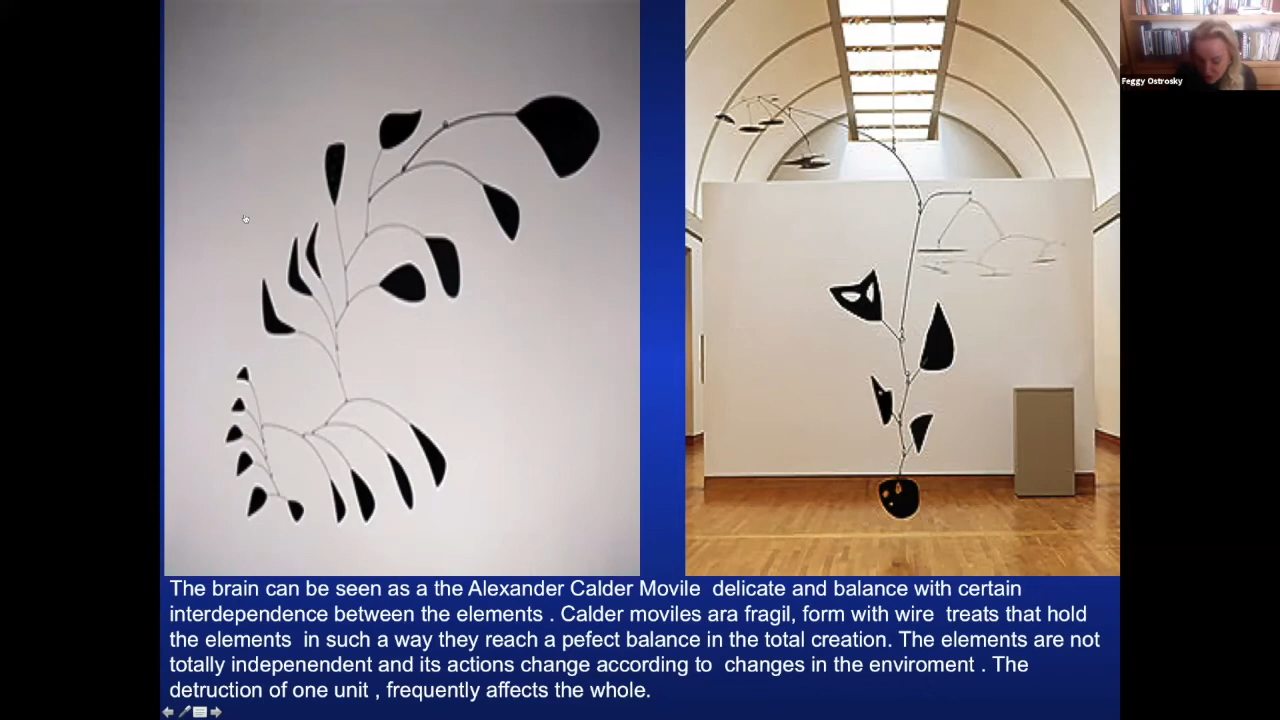 Feggy Ostrosky
The brain can be seen as a the Alexander Calder Movile delicate and balance with certain
interdependence between the elements . Calder moviles ara fragil, form with wire treats that hold
the elements in such a way they reach a pefect balance in the total creation. The elements are not
totally indepenendent and its actions change according to changes in the enviroment . The
detruction of one unit , frequently affects the whole.